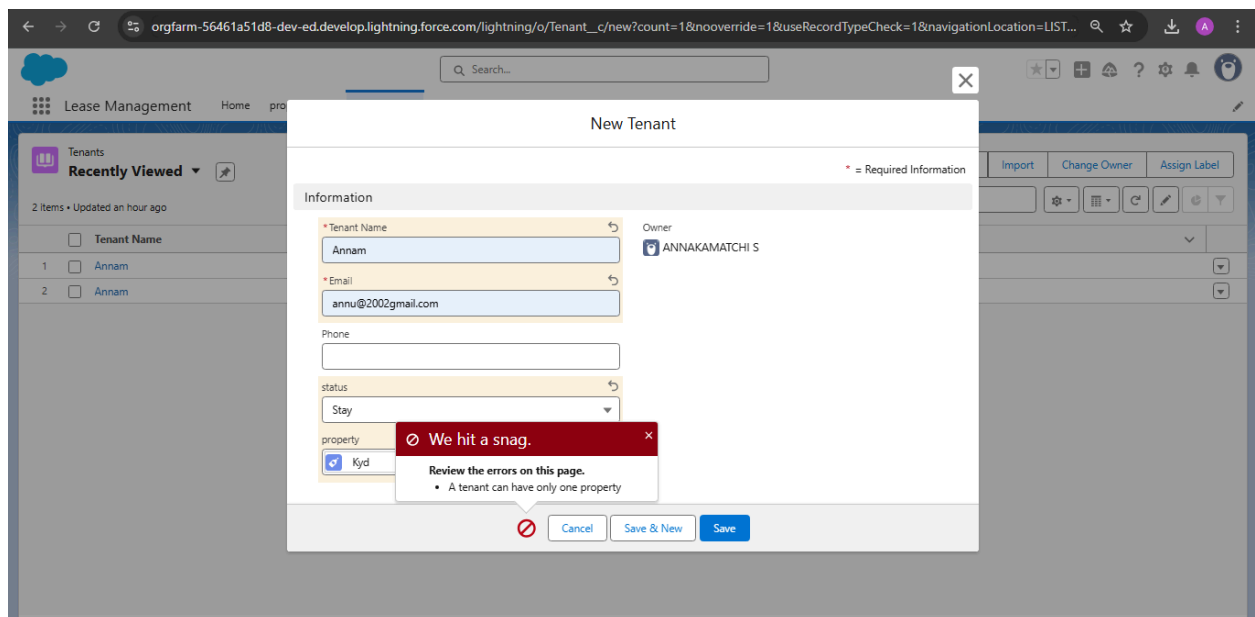 orgfarm-56461a51d8-dev-ed.develop.lightning.force.com/lightning/o/Tenant__c/new?count=1&nooverride=1&useRecordTypeCheck=1&navigationLocation=LIST...
A
Search...
Lease Management Home pro
New Tenant
Tenants
Recently Viewed
* = Required Information
Import Change Owner Assign Label
Information
2 items • Updated an hour ago
*Tenant Name
Owner
Annam
ANNAKAMATCHI S
Tenant Name
1 Annam
2 Annam
*Email
annu@2002gmail.com
Phone
status
Stay
property
Kyd
We hit a snag.
Review the errors on this page.
• A tenant can have only one property
Cancel Save & New Save